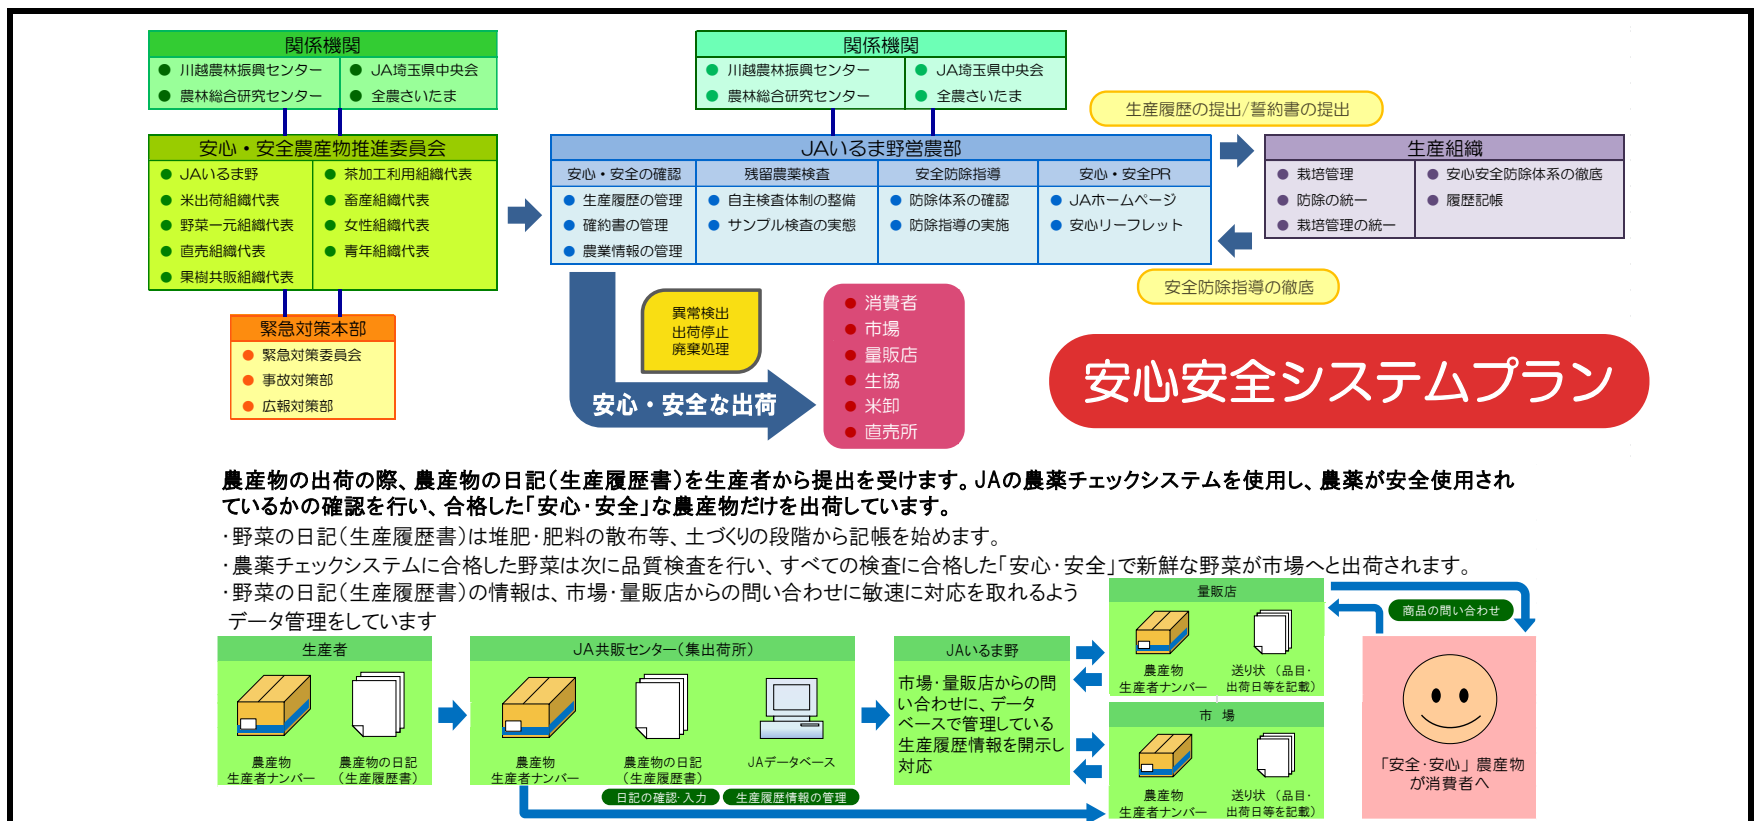 関係機関
● 川越農林振興センター
● JA埼玉県中央会
● 農林総合研究センター
● 全農さいたま
関係機関
● 川越農林振興センター
● JA埼玉県中央会
● 農林総合研究センター
● 全農さいたま
生産履歴の提出/誓約書の提出
安心・安全農産物推進委員会
● JAいるま野
● 米出荷組織代表
● 野菜一元組織代表
● 直売組織代表
● 果樹共販組織代表
● 茶加工利用組織代表
● 畜産組織代表
● 女性組織代表
● 青年組織代表
JAいるま野営農部
安心・安全の確認
● 生産履歴の管理
● 確約書の管理
● 農業情報の管理
残留農薬検査
● 自主検査体制の整備
● サンプル検査の実態
安全防除指導
● 防除体系の確認
● 防除指導の実施
安心・安全PR
● JAホームページ
● 安心リーフレット
生産組織
● 栽培管理
● 防除の統一
● 栽培管理の統一
● 安心安全防除体系の徹底
● 履歴記帳
安全防除指導の徹底
緊急対策本部
● 緊急対策委員会
● 事故対策部
● 広報対策部
異常検出
出荷停止
廃棄処理
安心・安全な出荷
● 消費者
● 市場
● 量販店
● 生協
● 米卸
● 直売所
安心安全システムプラン
農産物の出荷の際、農産物の日記(生産履歴書)を生産者から提出を受けます。JAの農薬チェックシステムを使用し、農薬が安全使用され
ているかの確認を行い、合格した「安心・安全」な農産物だけを出荷しています。
・野菜の日記(生産履歴書)は堆肥・肥料の散布等、土づくりの段階から記帳を始めます。
・農薬チェックシステムに合格した野菜は次に品質検査を行い、すべての検査に合格した「安心・安全」で新鮮な野菜が市場へと出荷されます。
・野菜の日記(生産履歴書)の情報は、市場・量販店からの問い合わせに敏速に対応を取れるよう
データ管理をしています
生産者
農産物
生産者ナンバー
農産物の日記
(生産履歴書)
JA共販センター(集出荷所)
農産物
生産者ナンバー
農産物の日記
(生産履歴書)
JAデータベース
日記の確認・入力
生産履歴情報の管理
JAいるま野
市場・量販店からの問
い合わせに、データ
ベースで管理している
生産履歴情報を開示し
対応
量販店
農産物
生産者ナンバー
送り状 (品目・
出荷日等を記載)
市 場
農産物
生産者ナンバー
送り状 (品目・
出荷日等を記載)
商品の問い合わせ
「安全・安心」農産物
が消費者へ